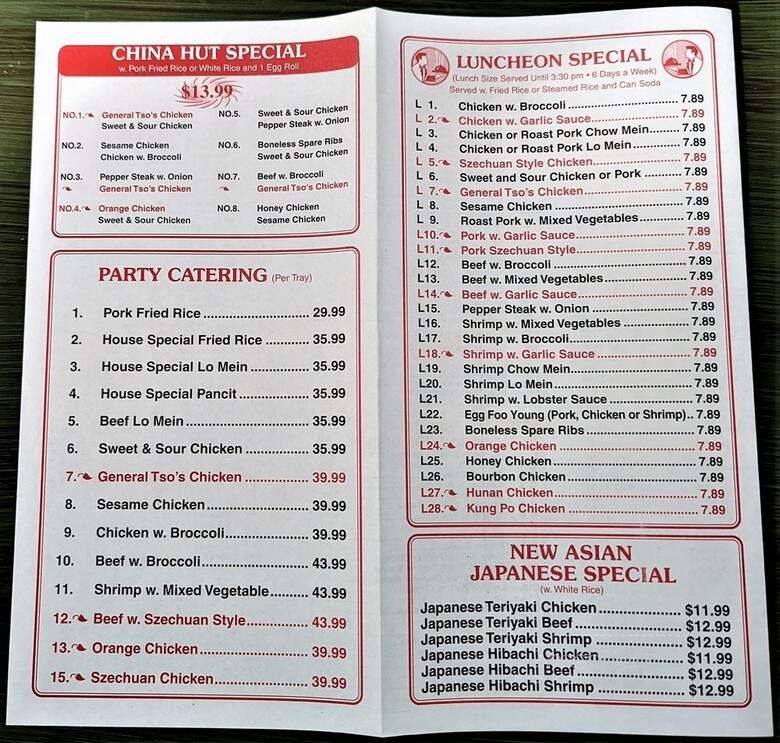 CHINA HUT SPECIAL
w. Pork Fried Rice or White Rice and 1 Egg Roll
$13.99
NO.1. General Tso's Chicken
Sweet & Sour Chicken
NO.2. Sesame Chicken
Chicken w. Broccoli
NO.3. Pepper Steak w. Onion
General Tso's Chicken
NO.4. Orange Chicken
Sweet & Sour Chicken
NO.5. Sweet & Sour Chicken
Pepper Steak w. Onion
NO.6. Boneless Spare Ribs
Sweet & Sour Chicken
NO.7. Beef w. Broccoli
General Tso's Chicken
NO.8. Honey Chicken
Sesame Chicken
PARTY CATERING (Per Tray)
1. Pork Fried Rice ............................ 29.99
2. House Special Fried Rice ............ 35.99
3. House Special Lo Mein ............... 35.99
4. House Special Pancit .................. 35.99
5. Beef Lo Mein ............................... 35.99
6. Sweet & Sour Chicken ................ 35.99
7. General Tso's Chicken ................ 39.99
8. Sesame Chicken .......................... 39.99
9. Chicken w. Broccoli ..................... 39.99
10. Beef w. Broccoli ........................... 43.99
11. Shrimp w. Mixed Vegetable ......... 43.99
12. Beef w. Szechuan Style ................ 43.99
13. Orange Chicken ............................ 39.99
15. Szechuan Chicken ........................ 39.99
LUNCHEON SPECIAL
(Lunch Size Served Until 3:30 pm • 6 Days a Week)
Served w. Fried Rice or Steamed Rice and Can Soda
L 1. Chicken w. Broccoli ........................... 7.89
L 2. Chicken w. Garlic Sauce ..................... 7.89
L 3. Chicken or Roast Pork Chow Mein ........ 7.89
L 4. Chicken or Roast Pork Lo Mein ............ 7.89
L 5. Szechuan Style Chicken ...................... 7.89
L 6. Sweet and Sour Chicken or Pork .......... 7.89
L 7. General Tso's Chicken ........................ 7.89
L 8. Sesame Chicken ................................ 7.89
L 9. Roast Pork w. Mixed Vegetables ........... 7.89
L10. Pork w. Garlic Sauce .......................... 7.89
L11. Pork Szechuan Style ........................... 7.89
L12. Beef w. Broccoli ................................. 7.89
L13. Beef w. Mixed Vegetables .................... 7.89
L14. Beef w. Garlic Sauce ........................... 7.89
L15. Pepper Steak w. Onion ........................ 7.89
L16. Shrimp w. Mixed Vegetables ................ 7.89
L17. Shrimp w. Broccoli .............................. 7.89
L18. Shrimp w. Garlic Sauce ....................... 7.89
L19. Shrimp Chow Mein .............................. 7.89
L20. Shrimp Lo Mein .................................. 7.89
L21. Shrimp w. Lobster Sauce ..................... 7.89
L22. Egg Foo Young (Pork, Chicken or Shrimp).. 7.89
L23. Boneless Spare Ribs ........................... 7.89
L24. Orange Chicken .................................. 7.89
L25. Honey Chicken ................................... 7.89
L26. Bourbon Chicken ................................ 7.89
L27. Hunan Chicken ................................... 7.89
L28. Kung Po Chicken ................................ 7.89
NEW ASIAN
JAPANESE SPECIAL
(w. White Rice)
Japanese Teriyaki Chicken ................ $11.99
Japanese Teriyaki Beef ..................... $12.99
Japanese Teriyaki Shrimp ................. $12.99
Japanese Hibachi Chicken ................. $11.99
Japanese Hibachi Beef ...................... $12.99
Japanese Hibachi Shrimp .................. $12.99